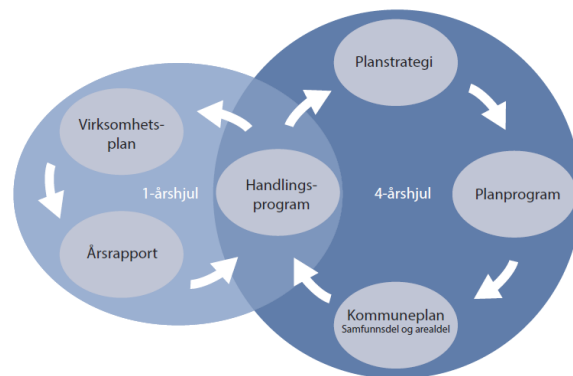 Planstrategi
Virksomhets-
plan
1-årshjul
Handlings-
program
4-årshjul
Planprogram
Årsrapport
Kommuneplan
Samfunnsdel og arealdel